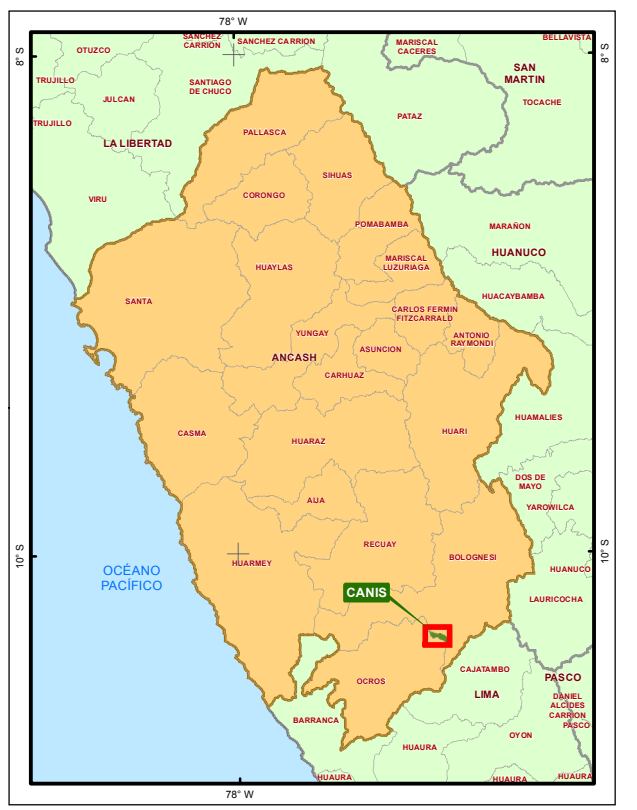 78° W
8° S
8° S
OTUZCO
SANCHEZ
CARRIÓN
SANCHEZ CARRION
MARISCAL
CACERES
BELLAVISTA
SAN
MARTIN
TOCACHE
TRUJILLO
JULCAN
SANTIAGO
DE CHUCO
PATAZ
TRUJILLO
LA LIBERTAD
PALLASCA
SIHUAS
CORONGO
VIRU
POMABAMBA
MARAÑON
HUANUCO
MARISCAL
LUZURIAGA
HUAYLAS
SANTA
HUACAYBAMBA
CARLOS FERMIN
FITZCARRALD
YUNGAY
ANTONIO
RAYMONDI
ASUNCION
ANCASH
CARHUAZ
HUAMALIES
CASMA
HUARAZ
HUARI
DOS DE
MAYO
YAROWILCA
AIJA
RECUAY
BOLOGNESI
10° S
10° S
HUARMEY
OCÉANO
PACÍFICO
HUANUCO
CANIS
LAURICOCHA
CAJATAMBO
OCROS
LIMA
PASCO
DANIEL
ALCIDES
CARRION
PASCO
BARRANCA
OYON
HUAURA
HUAURA
HUAURA
HUAURA
78° W